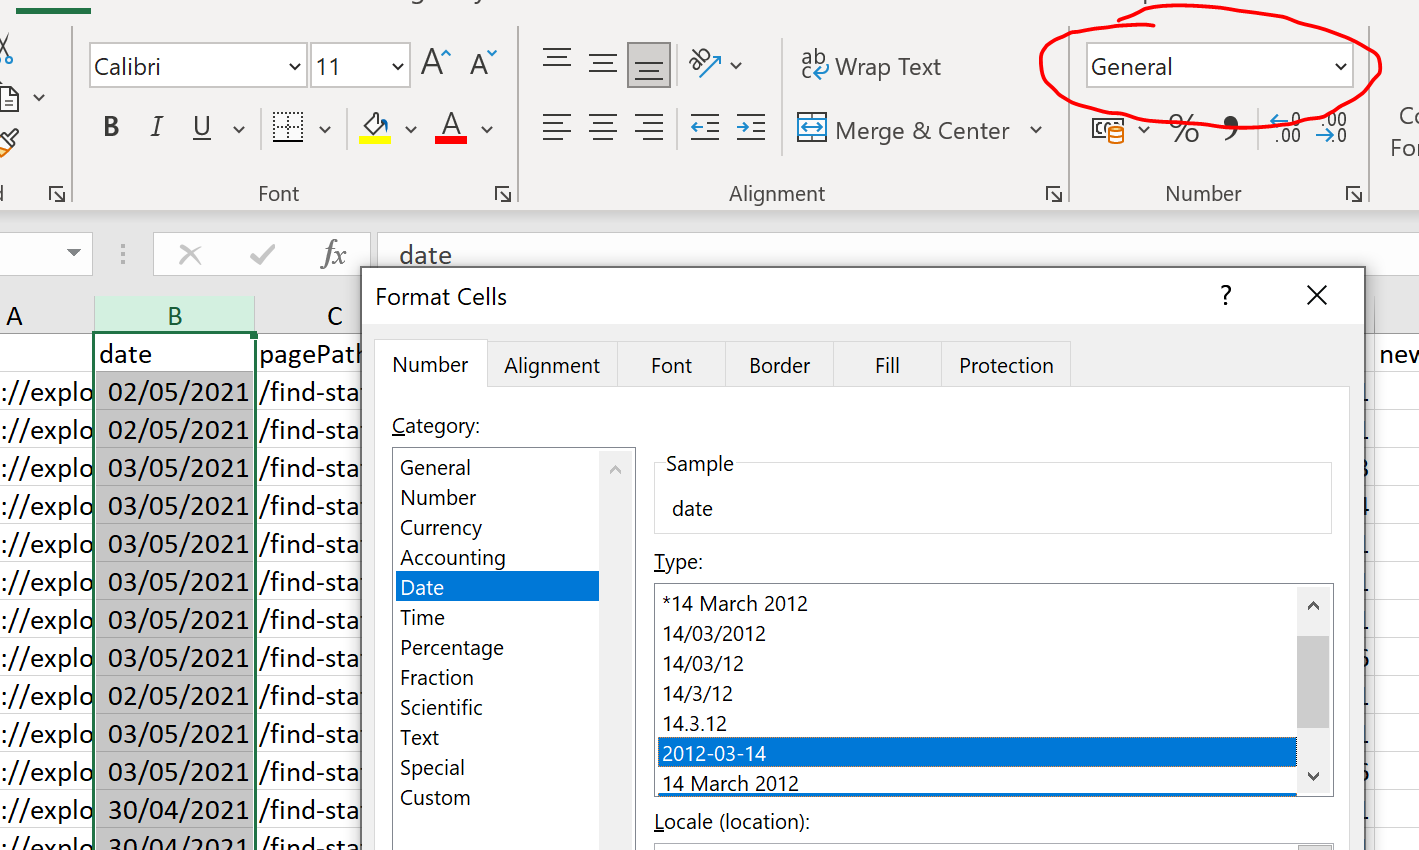 Calibri 11 A A ab c Wrap Text General
B I U A Merge & Center % 9 .00 .00
Font Alignment Number
fx date
Format Cells ?
A B C
Number Alignment Font Border Fill Protection
date pagePath new
://explo 02/05/2021 /find-sta
Category:
://explo 02/05/2021 /find-sta
Sample
://explo 03/05/2021 /find-sta General
date
://explo 03/05/2021 /find-sta Number
://explo 03/05/2021 /find-sta Currency
Accounting
Type:
://explo 03/05/2021 /find-sta Date
*14 March 2012
://explo 03/05/2021 /find-sta Time
14/03/2012
://explo 03/05/2021 /find-sta Percentage
14/03/12
://explo 02/05/2021 /find-sta Fraction
14/3/12
Scientific
14.3.12
://explo 03/05/2021 /find-sta Text
2012-03-14
://explo 03/05/2021 /find-sta Special
14 March 2012
://explo 30/04/2021 /find-sta Custom
Locale (location):
://explo 30/04/2021 /find-sta